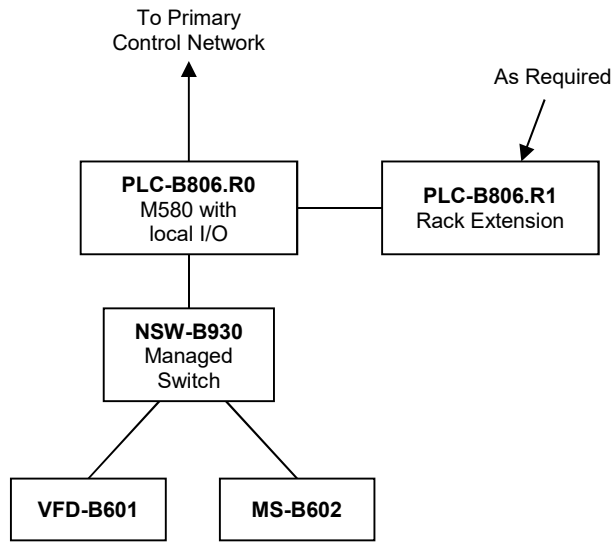 To Primary
Control Network
As Required
PLC-B806.R0
M580 with
local I/O
PLC-B806.R1
Rack Extension
NSW-B930
Managed
Switch
VFD-B601
MS-B602